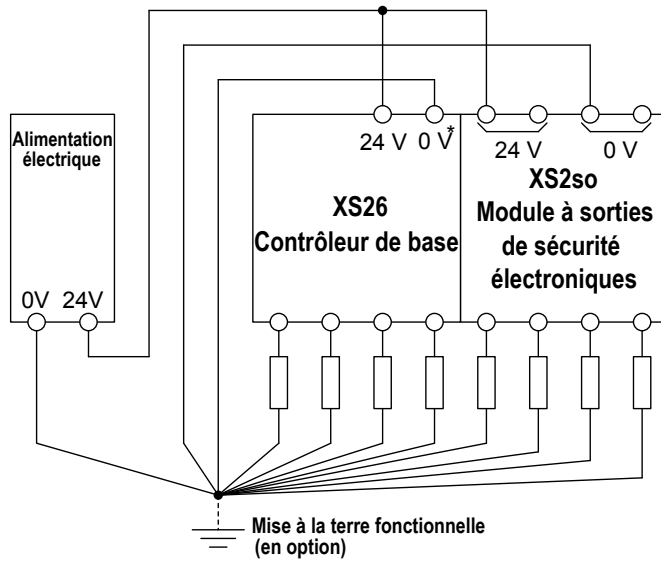 Alimentation
électrique
0V 24V
24 V 0 V*
XS26
Contrôleur de base
24 V 0 V
XS2so
Module à sorties
de sécurité
électroniques
Mise à la terre fonctionnelle
(en option)